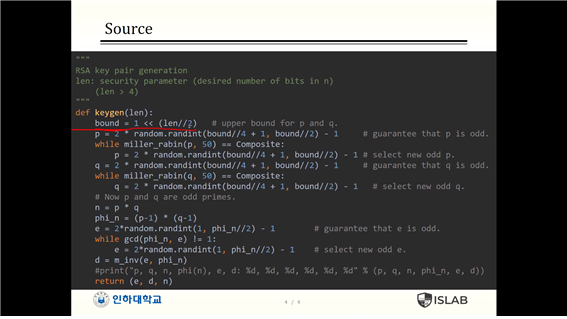 Source
"""
RSA key pair generation
len: security parameter (desired number of bits in n)
(len > 4)
"""
def keygen(len):
bound = 1 << (len//2) # upper bound for p and q.
p = 2 * random.randint(bound//4 + 1, bound//2) - 1 # guarantee that p is odd.
while miller_rabin(p, 50) == Composite:
p = 2 * random.randint(bound//4 + 1, bound//2) - 1 # select new odd p.
q = 2 * random.randint(bound//4 + 1, bound//2) - 1 # guarantee that q is odd.
while miller_rabin(q, 50) == Composite:
q = 2 * random.randint(bound//4 + 1, bound//2) - 1 # select new odd q.
# Now p and q are odd primes.
n = p * q
phi_n = (p-1) * (q-1)
e = 2*random.randint(1, phi_n//2) - 1 # guarantee that e is odd.
while gcd(phi_n, e) != 1:
e = 2*random.randint(1, phi_n//2) - 1 # select new odd e.
d = m_inv(e, phi_n)
#print("p, q, n, phi(n), e, d: %d, %d, %d, %d, %d, %d" % (p, q, n, phi_n, e, d))
return (e, d, n)
인하대학교
4 / 6
ISLAB